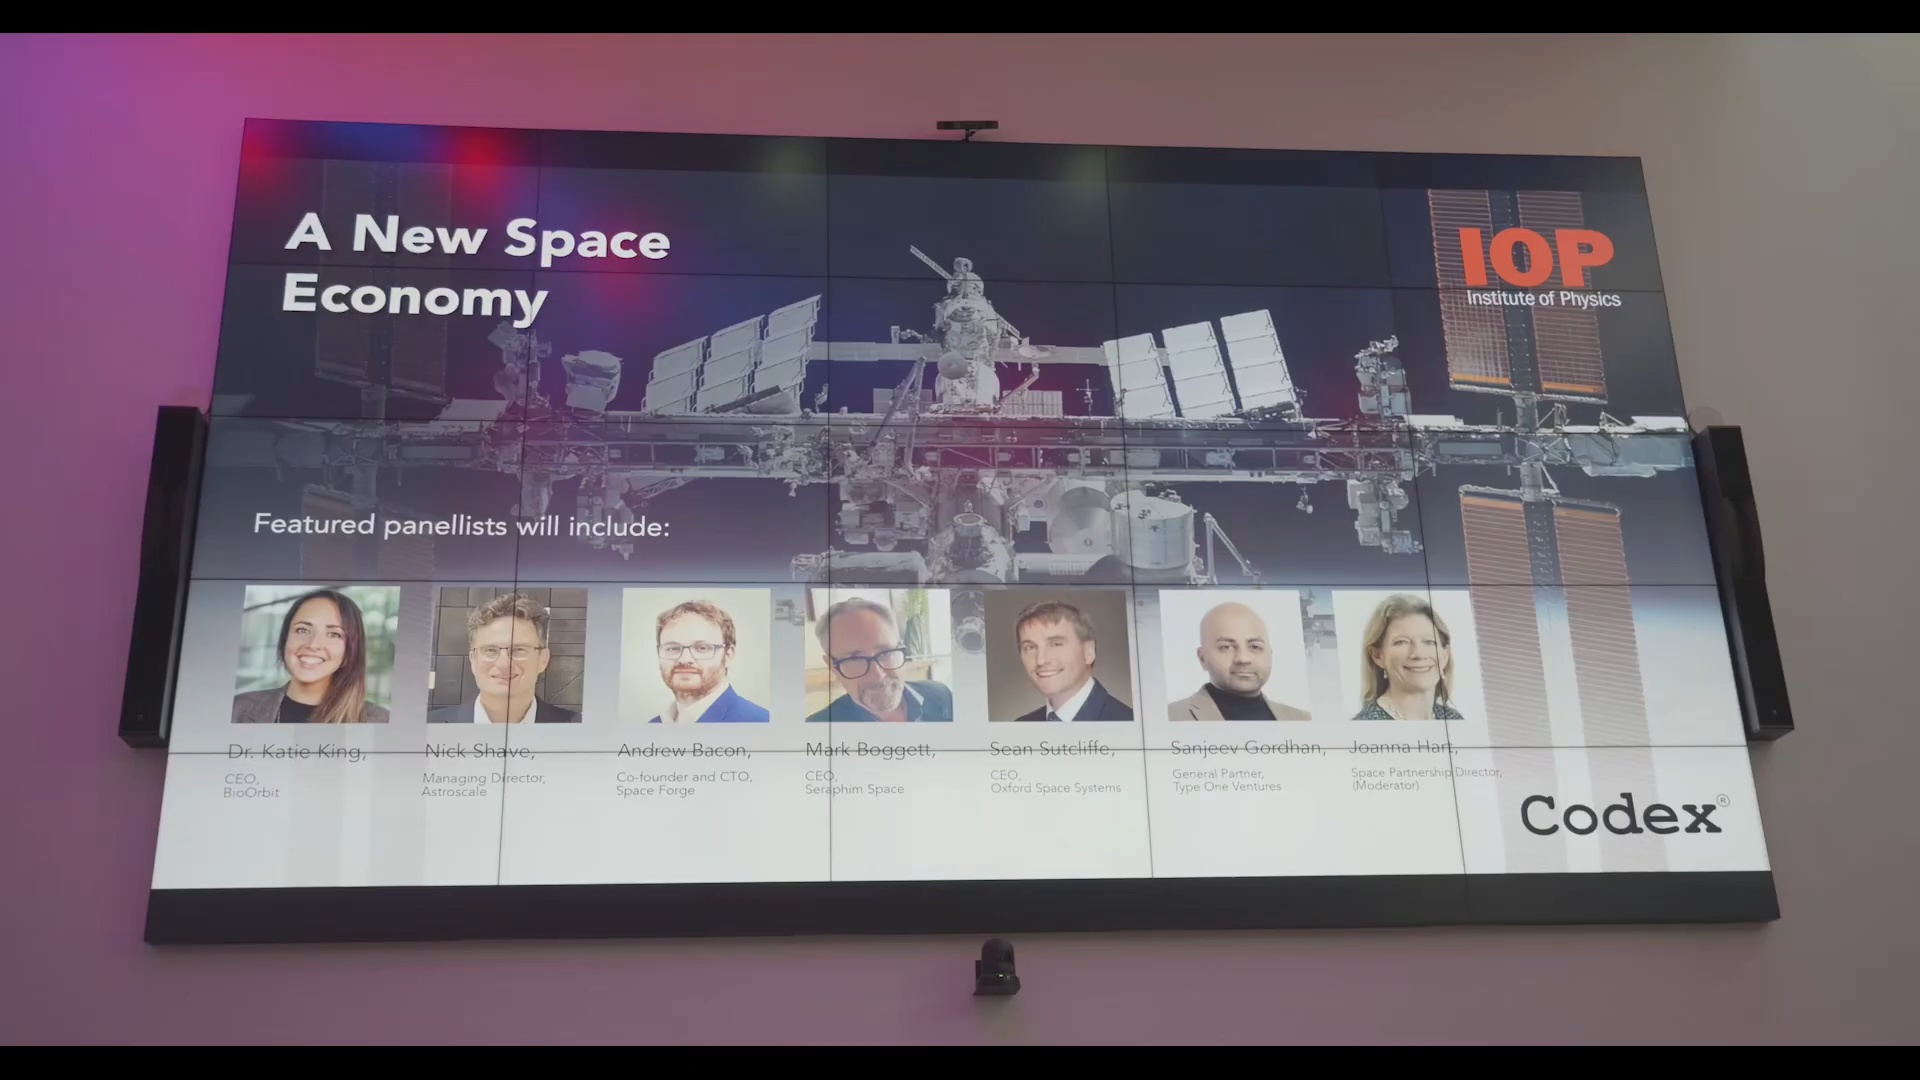 A New Space
Economy
IOP
Institute of Physics
Featured panellists will include:
Dr. Katie King,
CEO,
BioOrbit
Nick Shave,
Managing Director,
Astroscale
Andrew Bacon,
Co-founder and CTO,
Space Forge
Mark Boggett,
CEO,
Seraphim Space
Sean Sutcliffe,
CEO,
Oxford Space Systems
Sanjeev Gordhan,
General Partner,
Type One Ventures
Joanna Hart,
Space Partnership Director,
(Moderator)
Codex®